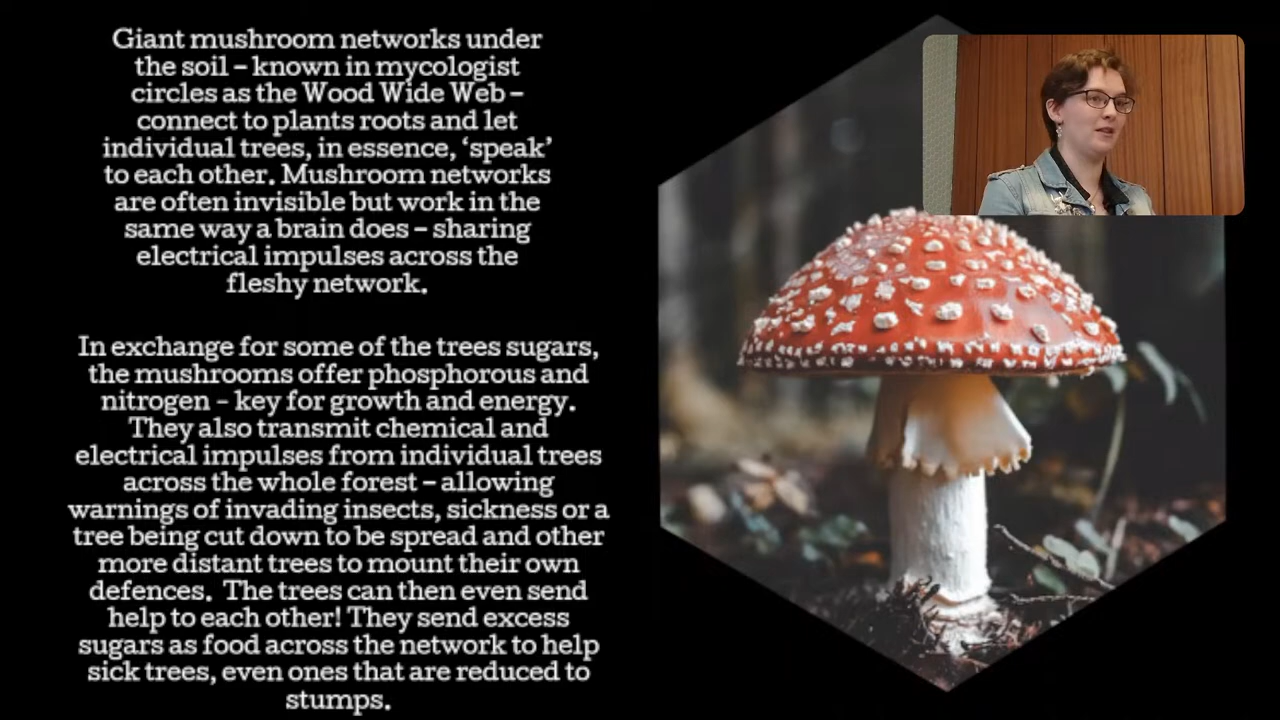 Giant mushroom networks under
the soil – known in mycologist
circles as the Wood Wide Web –
connect to plants roots and let
individual trees, in essence, ‘speak’
to each other. Mushroom networks
are often invisible but work in the
same way a brain does – sharing
electrical impulses across the
fleshy network.
In exchange for some of the trees sugars,
the mushrooms offer phosphorous and
nitrogen – key for growth and energy.
They also transmit chemical and
electrical impulses from individual trees
across the whole forest – allowing
warnings of invading insects, sickness or a
tree being cut down to be spread and other
more distant trees to mount their own
defences. The trees can then even send
help to each other! They send excess
sugars as food across the network to help
sick trees, even ones that are reduced to
stumps.